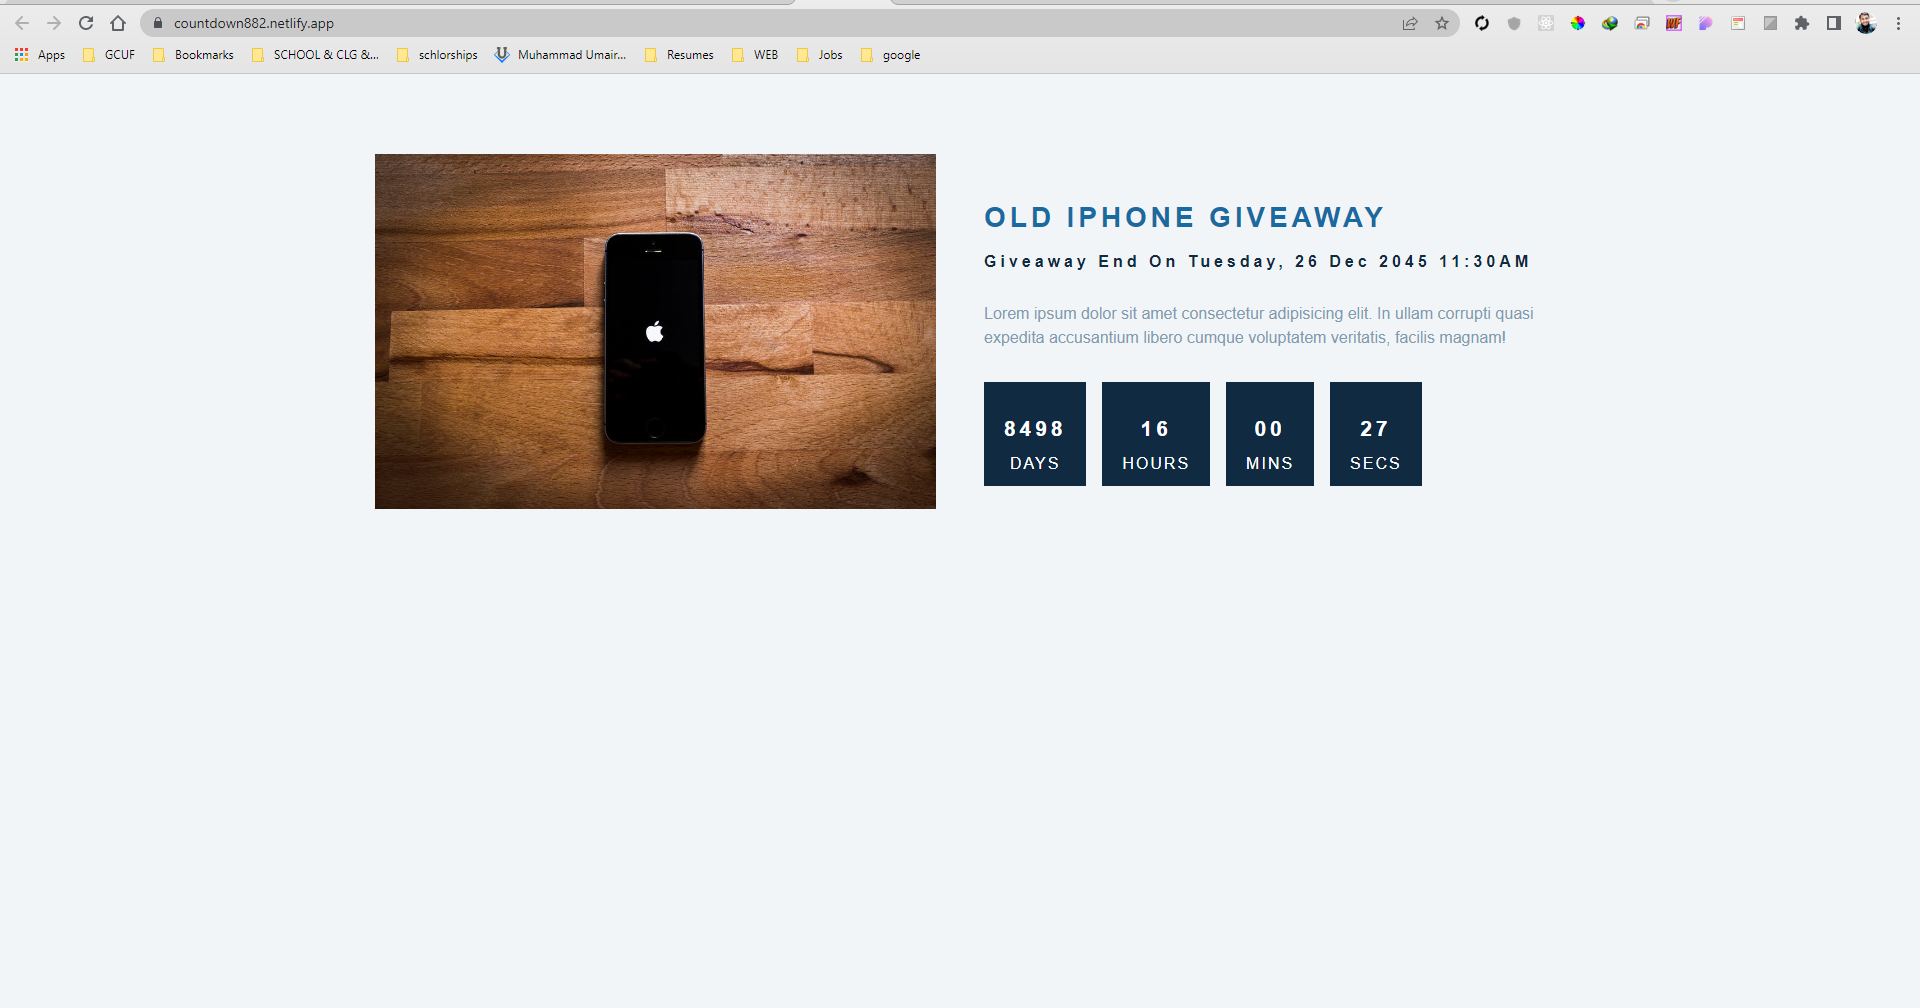 countdown882.netlify.app
Apps GCUF Bookmarks SCHOOL & CLG &... schlorships Muhammad Umair... Resumes WEB Jobs google
OLD IPHONE GIVEAWAY
Giveaway End On Tuesday, 26 Dec 2045 11:30AM
Lorem ipsum dolor sit amet consectetur adipisicing elit. In ullam corrupti quasi
expedita accusantium libero cumque voluptatem veritatis, facilis magnam!
8498 16 00 27
DAYS HOURS MINS SECS